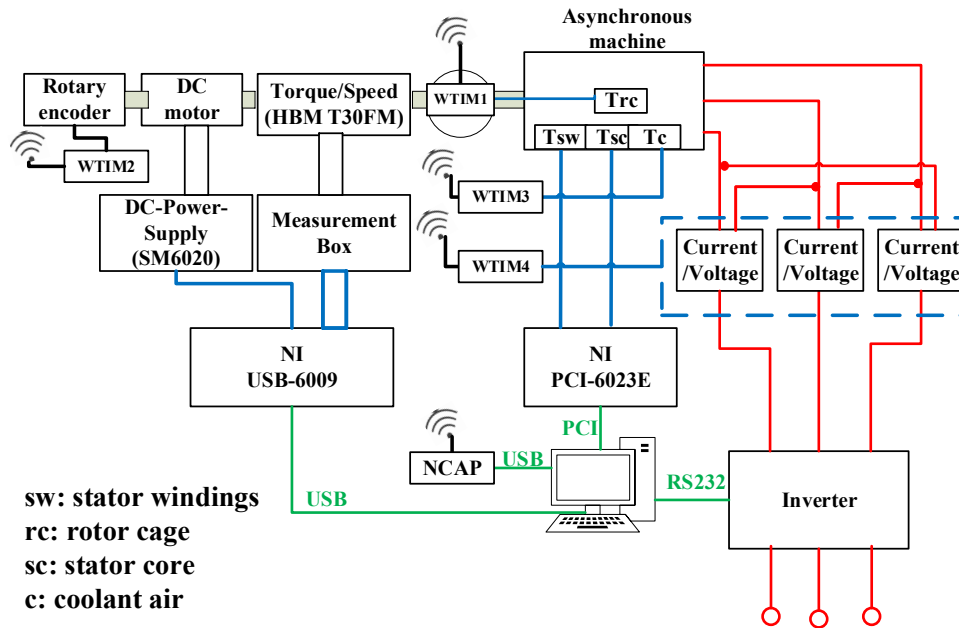 Asynchronous
machine
Rotary
encoder
DC
motor
Torque/Speed
(HBM T30FM)
WTIM1
Trc
Tsw
Tsc
Tc
WTIM2
WTIM3
WTIM4
DC-Power-
Supply
(SM6020)
Measurement
Box
Current
/Voltage
Current
/Voltage
Current
/Voltage
NI
USB-6009
NI
PCI-6023E
PCI
NCAP
USB
USB
RS232
Inverter
sw: stator windings
rc: rotor cage
sc: stator core
c: coolant air